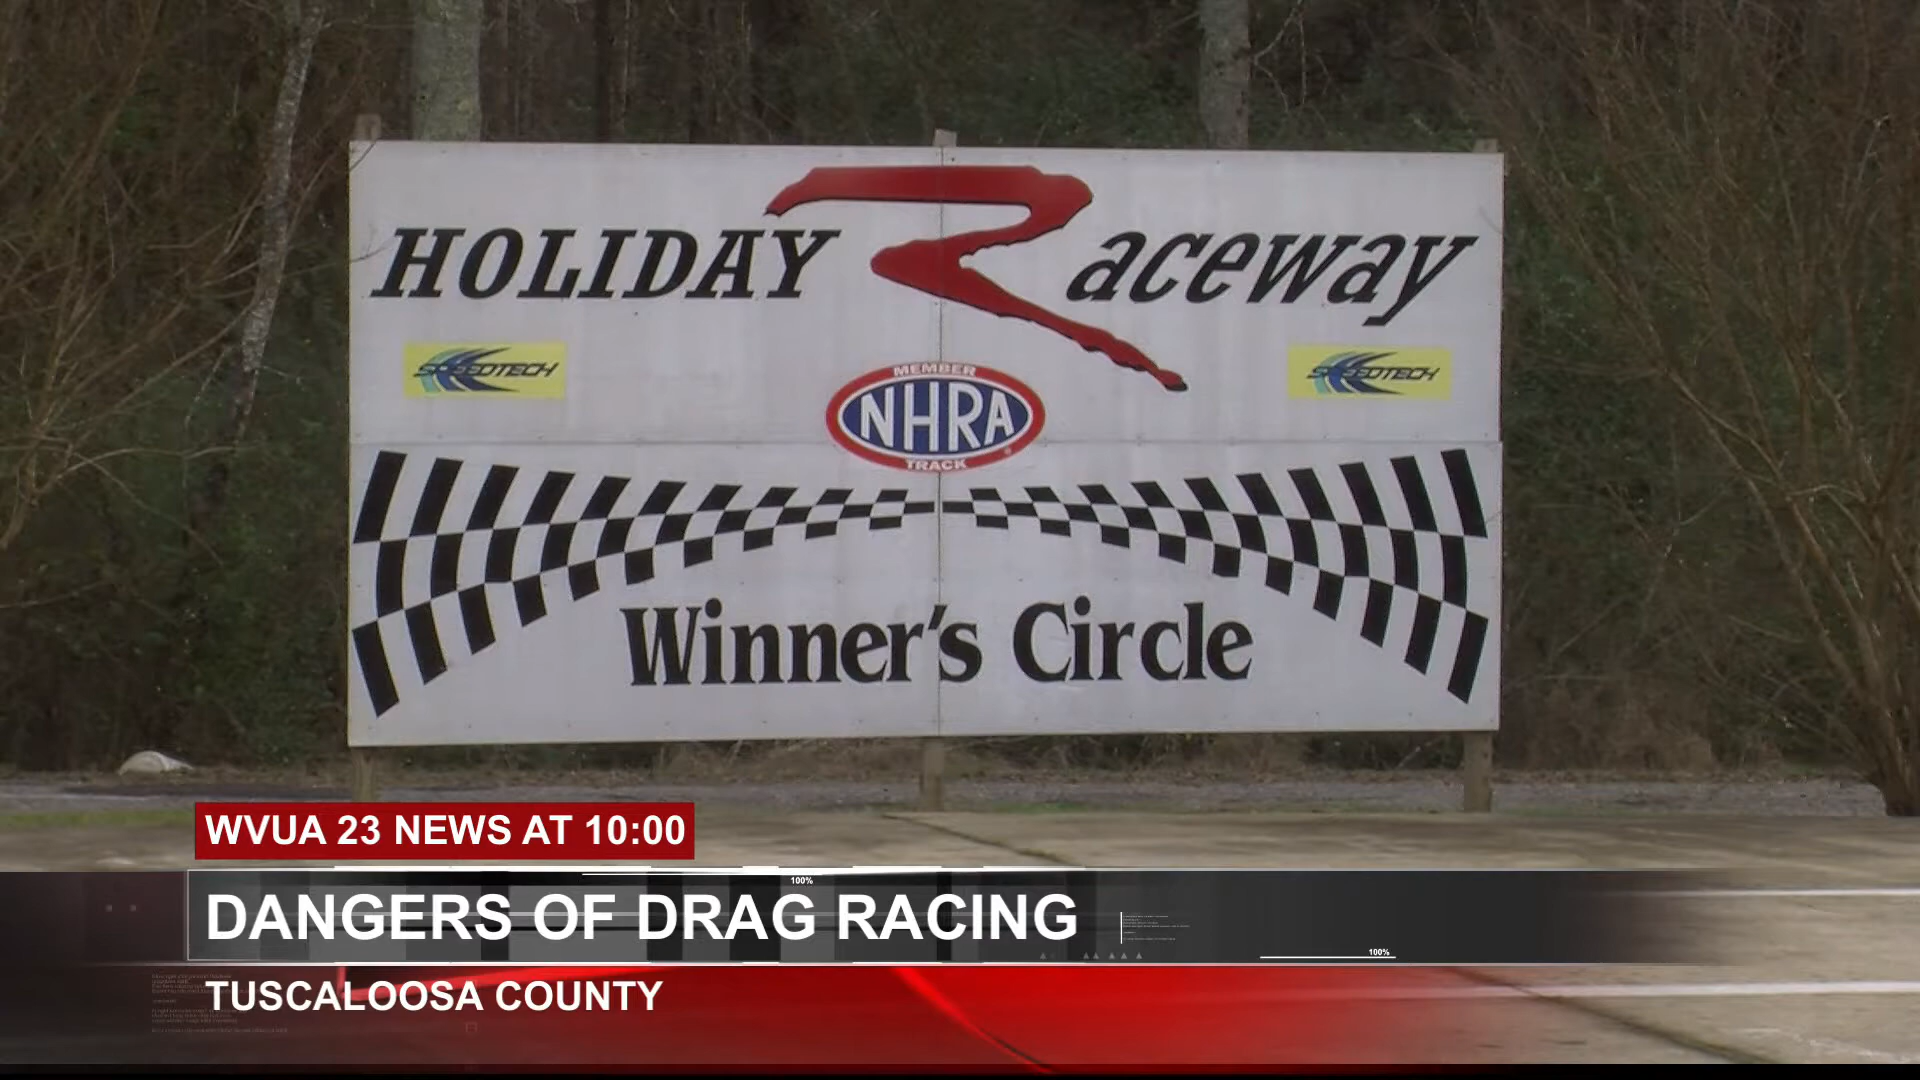 HOLIDAY Raceway
SPEEDTECH
SPEEDTECH
MEMBER
NHRA
TRACK
Winner's Circle
WVUA 23 NEWS AT 10:00
100%
DANGERS OF DRAG RACING
100%
TUSCALOOSA COUNTY